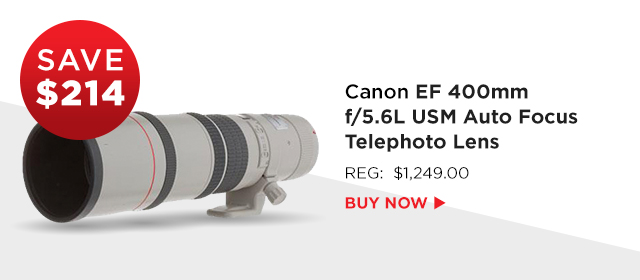 SAVE
$214
Canon EF 400mm
f/5.6L USM Auto Focus
Telephoto Lens
REG: $1,249.00
BUY NOW ▶